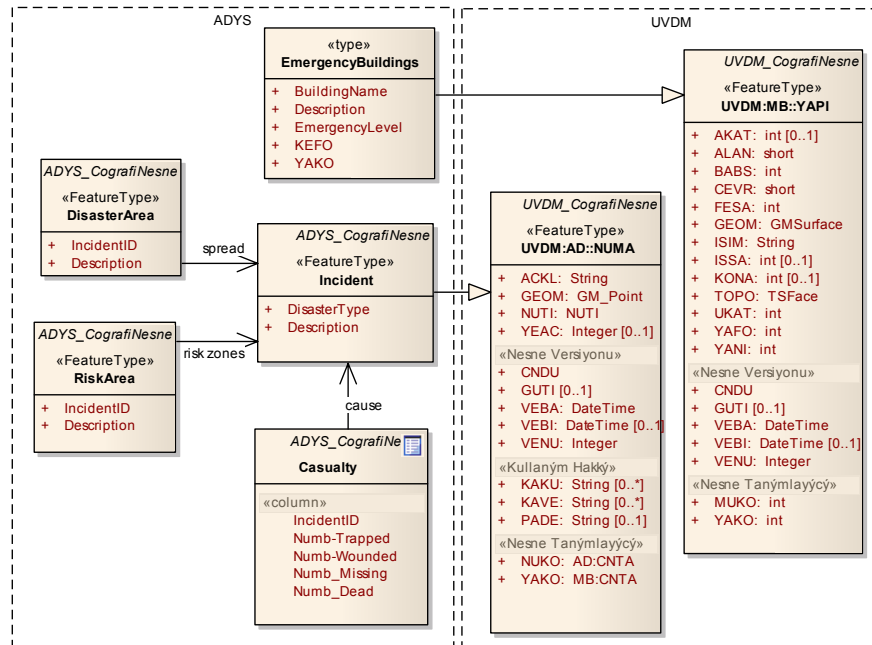 ADYS
UVDM
«type»
EmergencyBuildings
+ BuildingName
+ Description
+ EmergencyLevel
+ KEFO
+ YAKO
UVDM_CografiNesne
«FeatureType»
UVDM:MB::YAPI
+ AKAT: int [0..1]
+ ALAN: short
+ BABS: int
+ CEVR: short
+ FESA: int
+ GEOM: GMSurface
+ ISIM: String
+ ISSA: int [0..1]
+ KONA: int [0..1]
+ TOPO: TSFace
+ UKAT: int
+ YAFO: int
+ YANI: int
«Nesne Versiyonu»
+ CNDU
+ GUTI [0..1]
+ VEBA: DateTime
+ VEBI: DateTime [0..1]
+ VENU: Integer
«Nesne Tanýmlayýcý»
+ MUKO: int
+ YAKO: int
ADYS_CografiNesne
«FeatureType»
DisasterArea
+ IncidentID
+ Description
spread
ADYS_CografiNesne
«FeatureType»
Incident
+ DisasterType
+ Description
UVDM_CografiNesne
«FeatureType»
UVDM:AD::NUMA
+ ACKL: String
+ GEOM: GM_Point
+ NUTI: NUTI
+ YEAC: Integer [0..1]
«Nesne Versiyonu»
+ CNDU
+ GUTI [0..1]
+ VEBA: DateTime
+ VEBI: DateTime [0..1]
+ VENU: Integer
«Kullaným Hakký»
+ KAKU: String [0..*]
+ KAVE: String [0..*]
+ PADE: String [0..1]
«Nesne Tanýmlayýcý»
+ NUKO: AD:CNTA
+ YAKO: MB:CNTA
ADYS_CografiNesne
«FeatureType»
RiskArea
+ IncidentID
+ Description
risk zones
cause
ADYS_CografiNe
Casualty
«column»
IncidentID
Numb-Trapped
Numb-Wounded
Numb_Missing
Numb_Dead